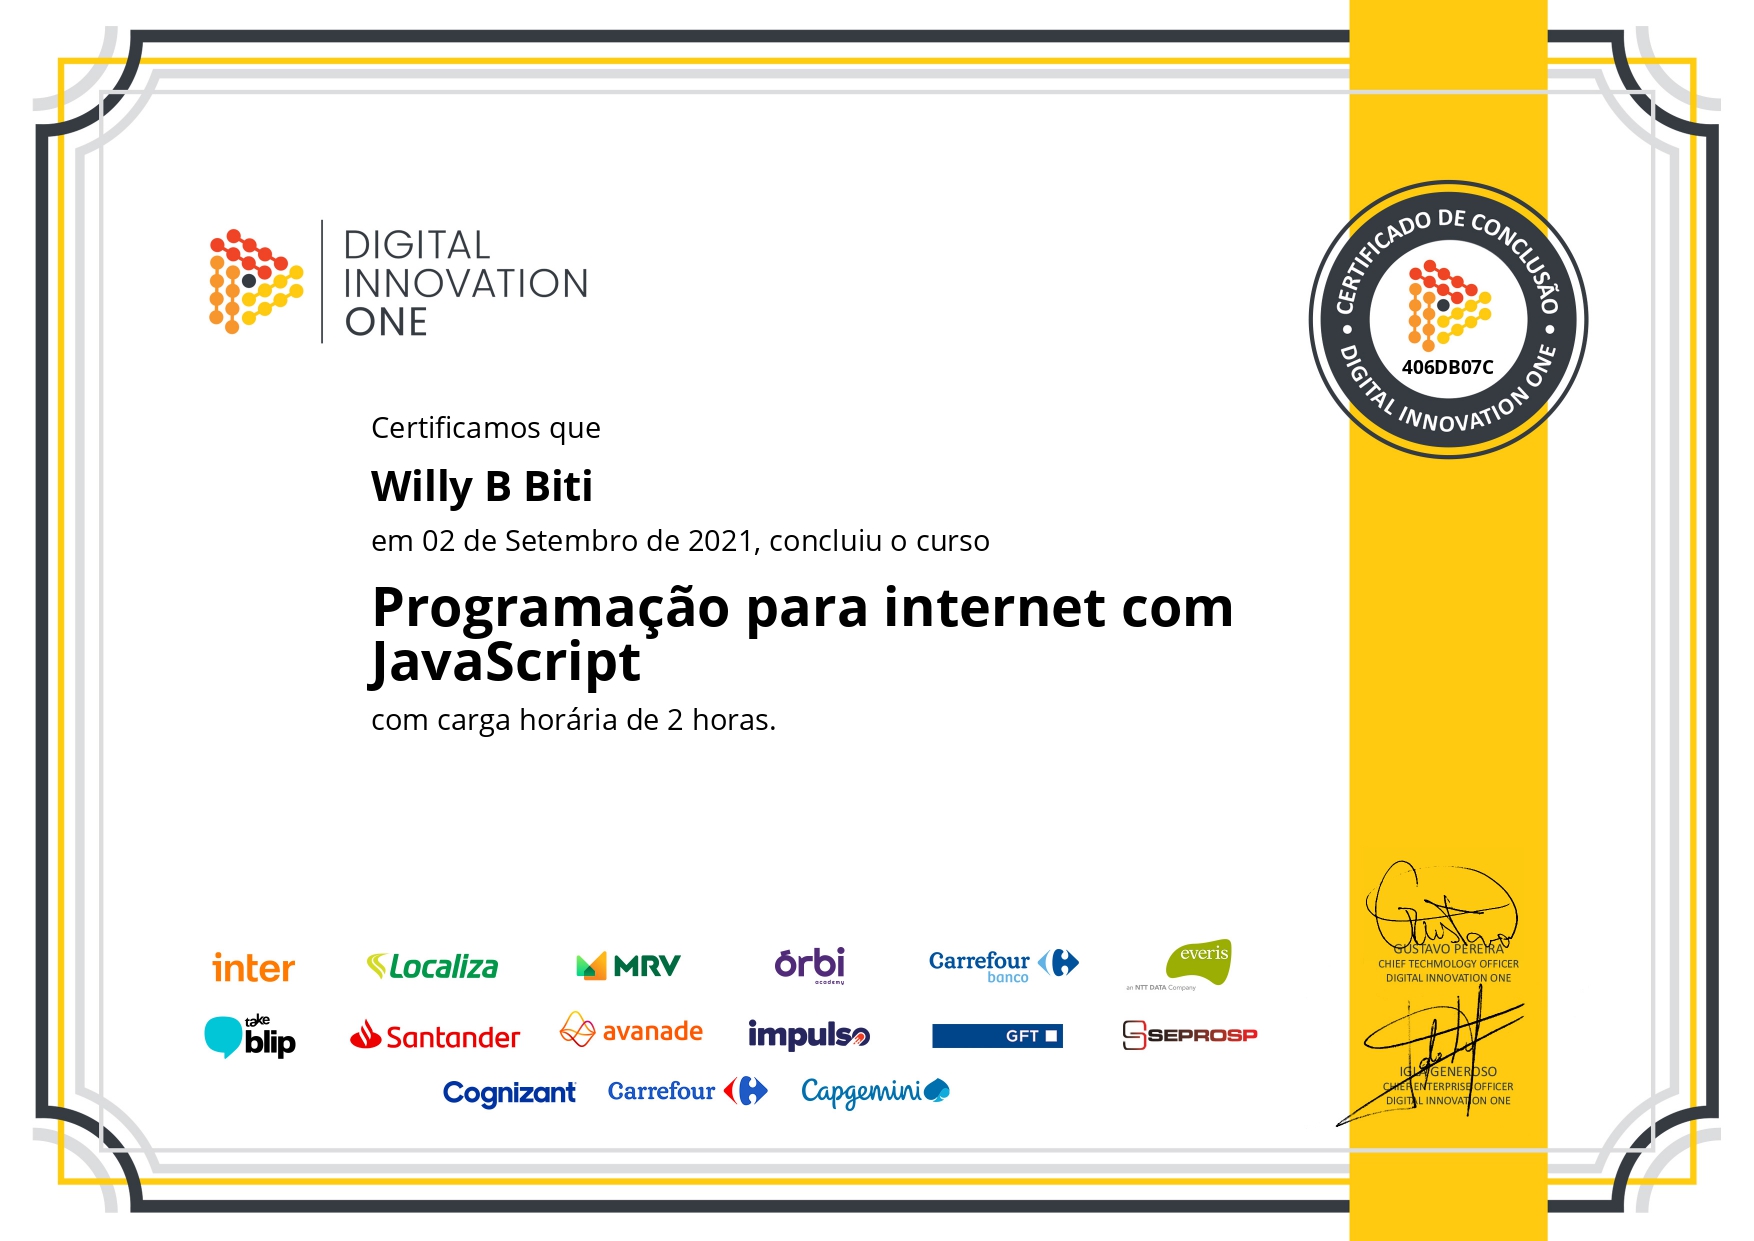 DIGITAL
INNOVATION
ONE
CERTIFICADO DE CONCLUSÃO
406DB07C
• DIGITAL INNOVATION ONE •
Certificamos que
Willy B Biti
em 02 de Setembro de 2021, concluiu o curso
Programação para internet com
JavaScript
com carga horária de 2 horas.
Gustavo
GUSTAVO PEREIRA
CHIEF TECHMOLOGY OFFICER
DIGITAL INNOVATION ONE
IGLA GENEROSO
CHIEF ENTERPRISE OFFICER
DIGITAL INNOVATION ONE
inter Localiza MRV órbi academy Carrefour banco everis an NTT DATA Company
take blip Santander avanade impulso GFT SEPROSP
Cognizant Carrefour Capgemini